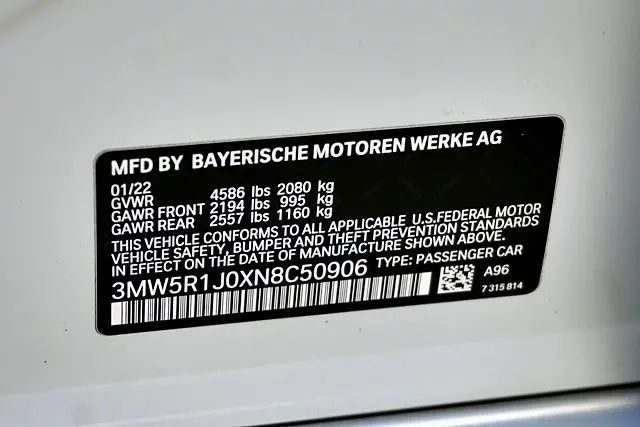 MFD BY BAYERISCHE MOTOREN WERKE AG
01/22
GVWR 4586 lbs 2080 kg
GAWR FRONT 2194 lbs 995 kg
GAWR REAR 2557 lbs 1160 kg
THIS VEHICLE CONFORMS TO ALL APPLICABLE U.S.FEDERAL MOTOR
VEHICLE SAFETY, BUMPER AND THEFT PREVENTION STANDARDS
IN EFFECT ON THE DATE OF MANUFACTURE SHOWN ABOVE.
3MW5R1J0XN8C50906 TYPE: PASSENGER CAR
A96
7 315 814